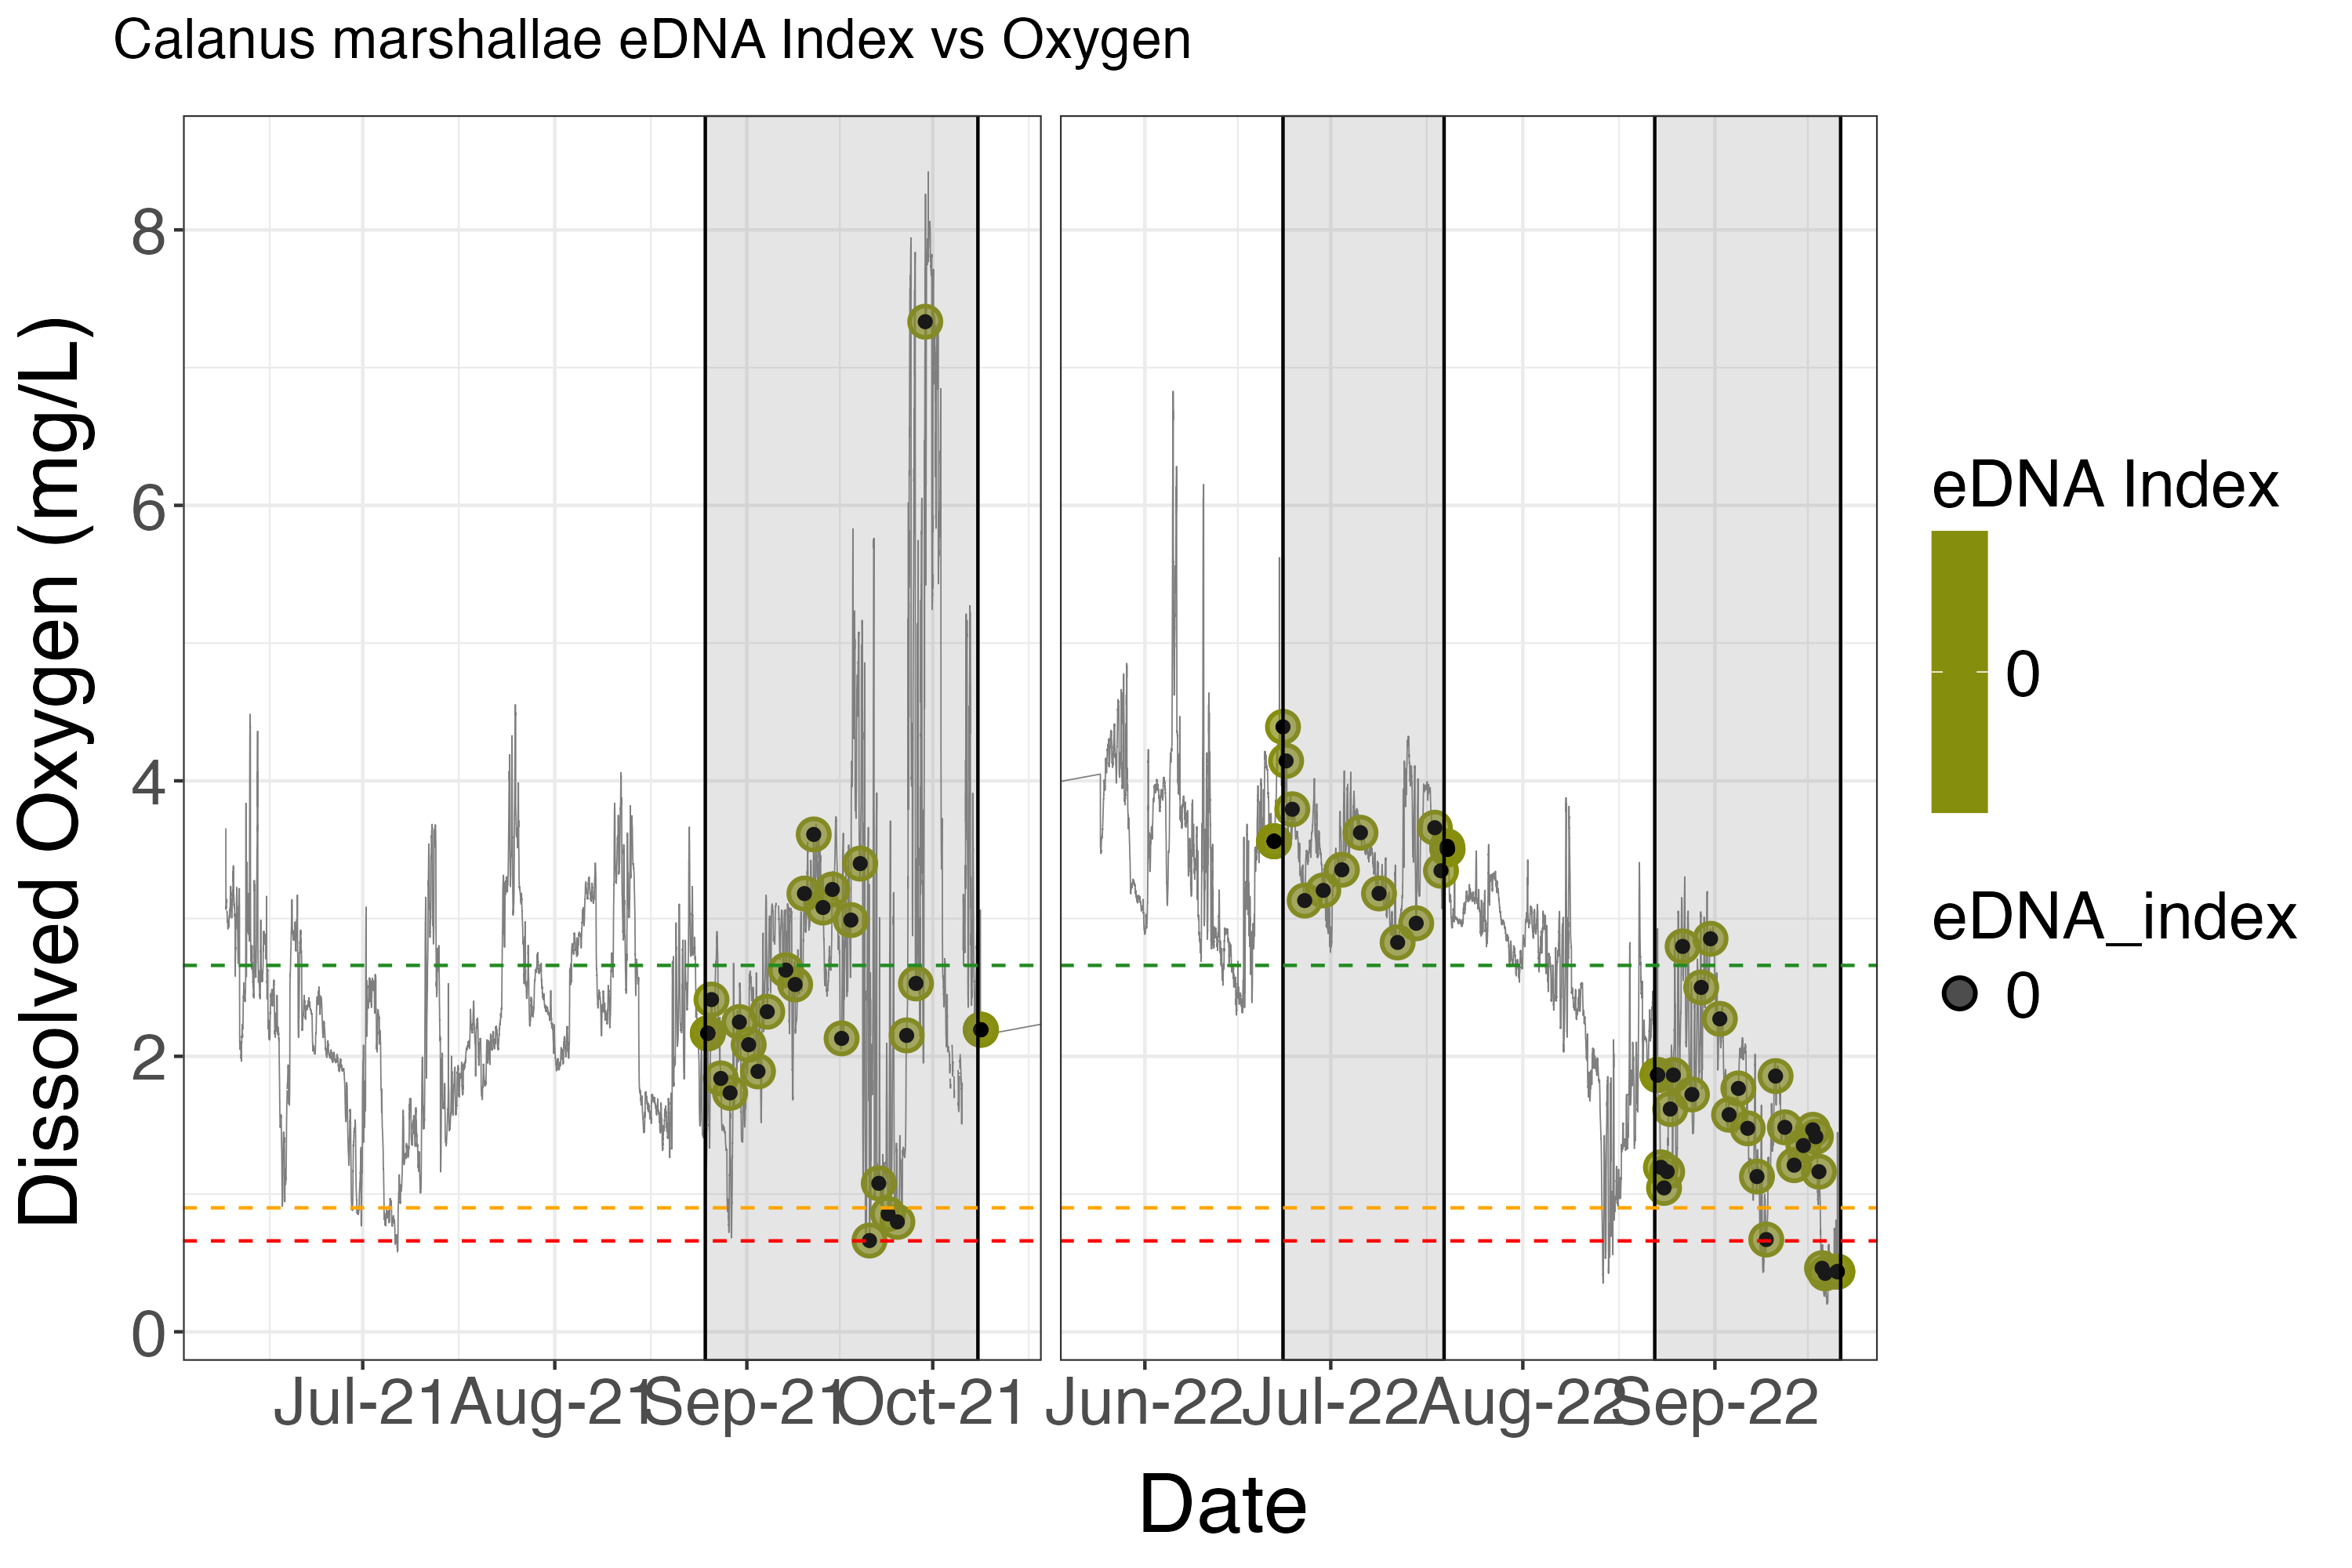 Calanus marshallae eDNA Index vs Oxygen
Dissolved Oxygen (mg/L)
8
6
4
2
0
Jul-21
Aug-21
Sep-21
Oct-21
Jun-22
Jul-22
Aug-22
Sep-22
Date
eDNA Index
0
eDNA_index
0